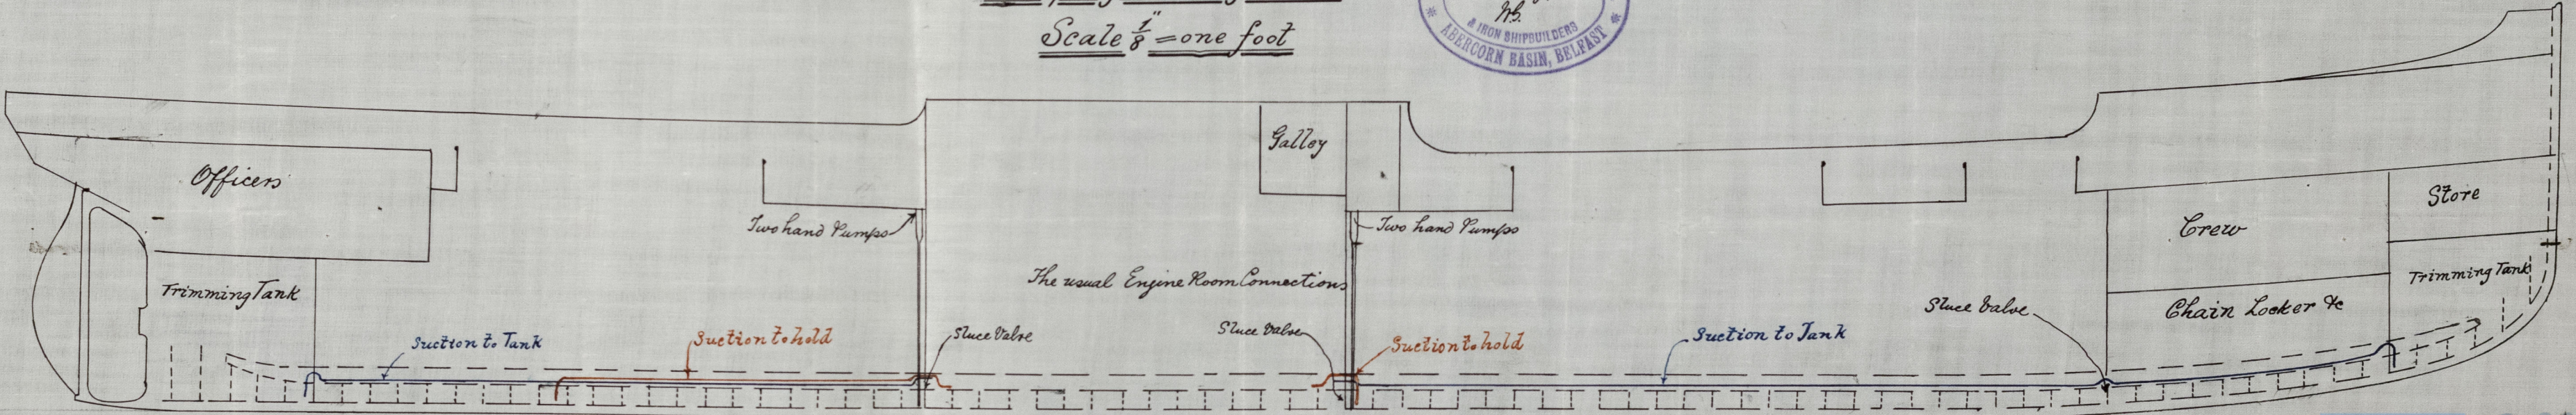 Scale 1/8" = one foot
W.B.
& IRON SHIPBUILDERS
* ABERCORN BASIN, BELFAST *
Galley
Officers
Store
Two hand Pumps
Two hand Pumps
Crew
The usual Engine Room Connections
Trimming Tank
Trimming Tank
Chain Locker &c
Sluce Valve
Suction to Tank
Suction to hold
Sluce Valve
Sluce Valve
Suction to hold
Suction to Tank